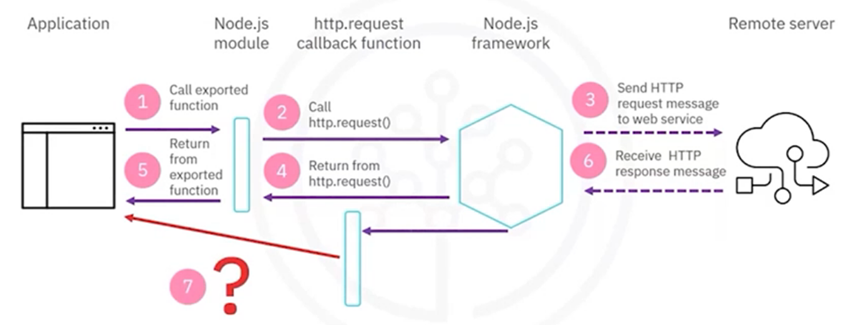 Application
Node.js
module
http.request
callback function
Node.js
framework
Remote server
1
Call exported
function
2
Call
http.request()
3
Send HTTP
request message
to web service
5
Return
from
exported
function
4
Return from
http.request()
6
Receive HTTP
response message
7
?